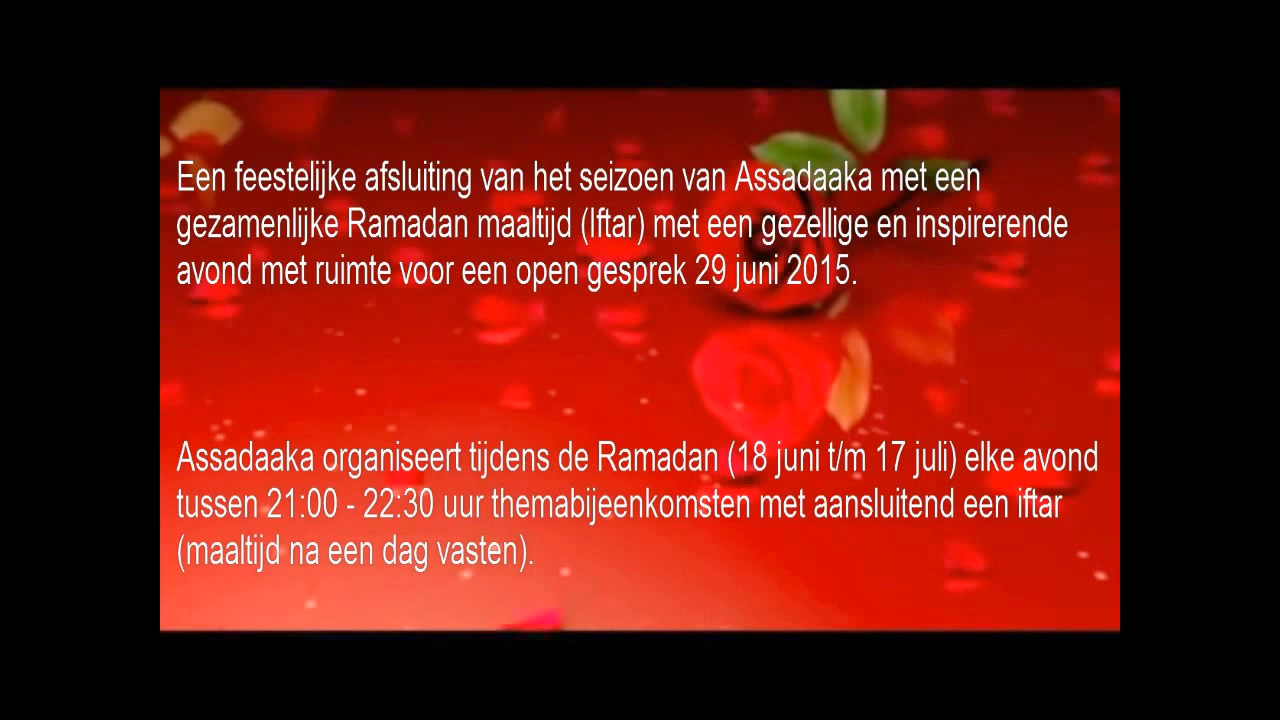 Een feestelijke afsluiting van het seizoen van Assadaaka met een
gezamenlijke Ramadan maaltijd (Iftar) met een gezellige en inspirerende
avond met ruimte voor een open gesprek 29 juni 2015.
Assadaaka organiseert tijdens de Ramadan (18 juni t/m 17 juli) elke avond
tussen 21:00 - 22:30 uur themabijeenkomsten met aansluitend een iftar
(maaltijd na een dag vasten).